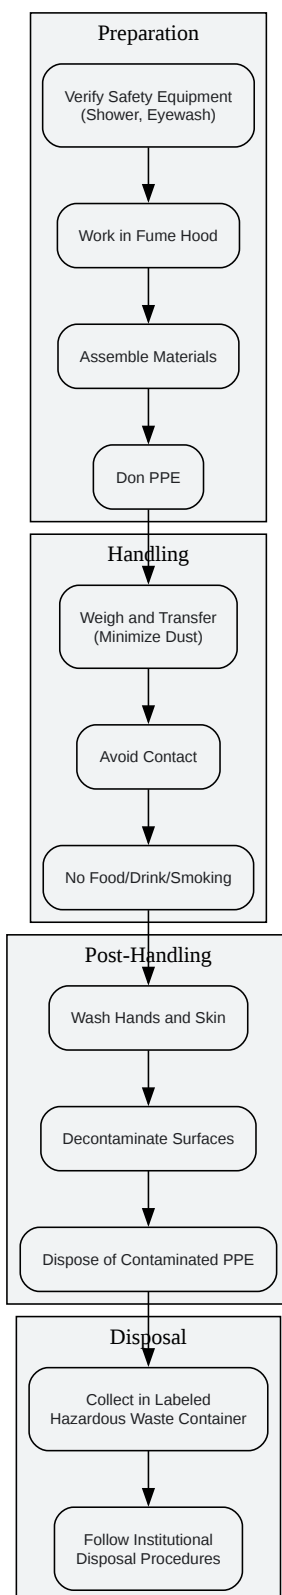 Preparation
Verify Safety Equipment
(Shower, Eyewash)
Work in Fume Hood
Assemble Materials
Don PPE
Handling
Weigh and Transfer
(Minimize Dust)
Avoid Contact
No Food/Drink/Smoking
Post-Handling
Wash Hands and Skin
Decontaminate Surfaces
Dispose of Contaminated PPE
Disposal
Collect in Labeled
Hazardous Waste Container
Follow Institutional
Disposal Procedures